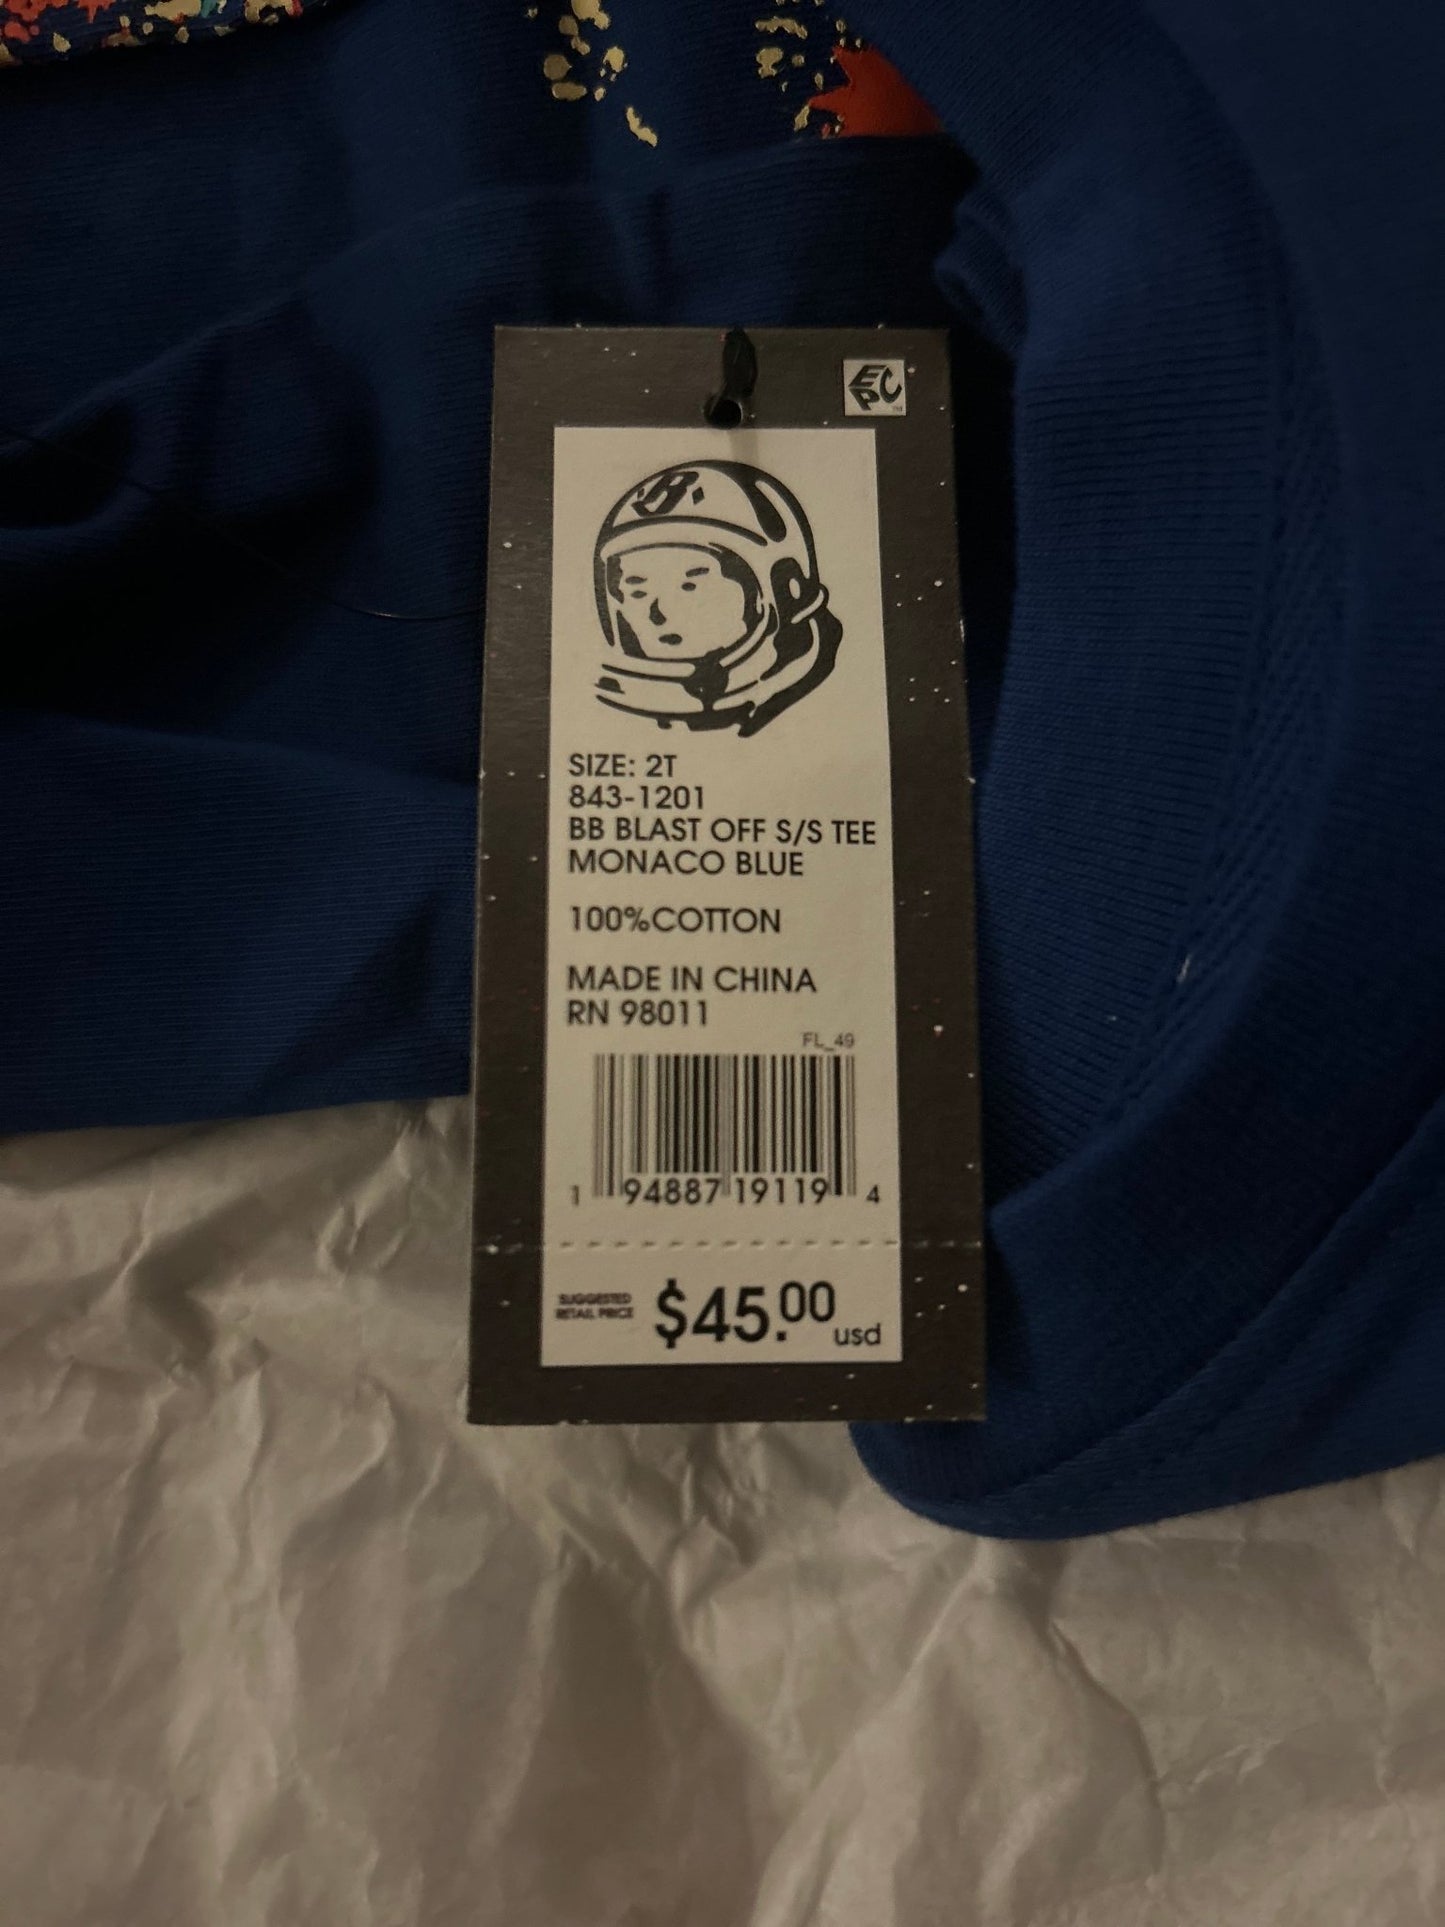 EPC™
B
SIZE: 2T
843-1201
BB BLAST OFF S/S TEE
MONACO BLUE
100%COTTON
MADE IN CHINA
RN 98011
FL_49
1 94887 19119 4
SUGGESTED
RETAIL PRICE
$45.00 usd